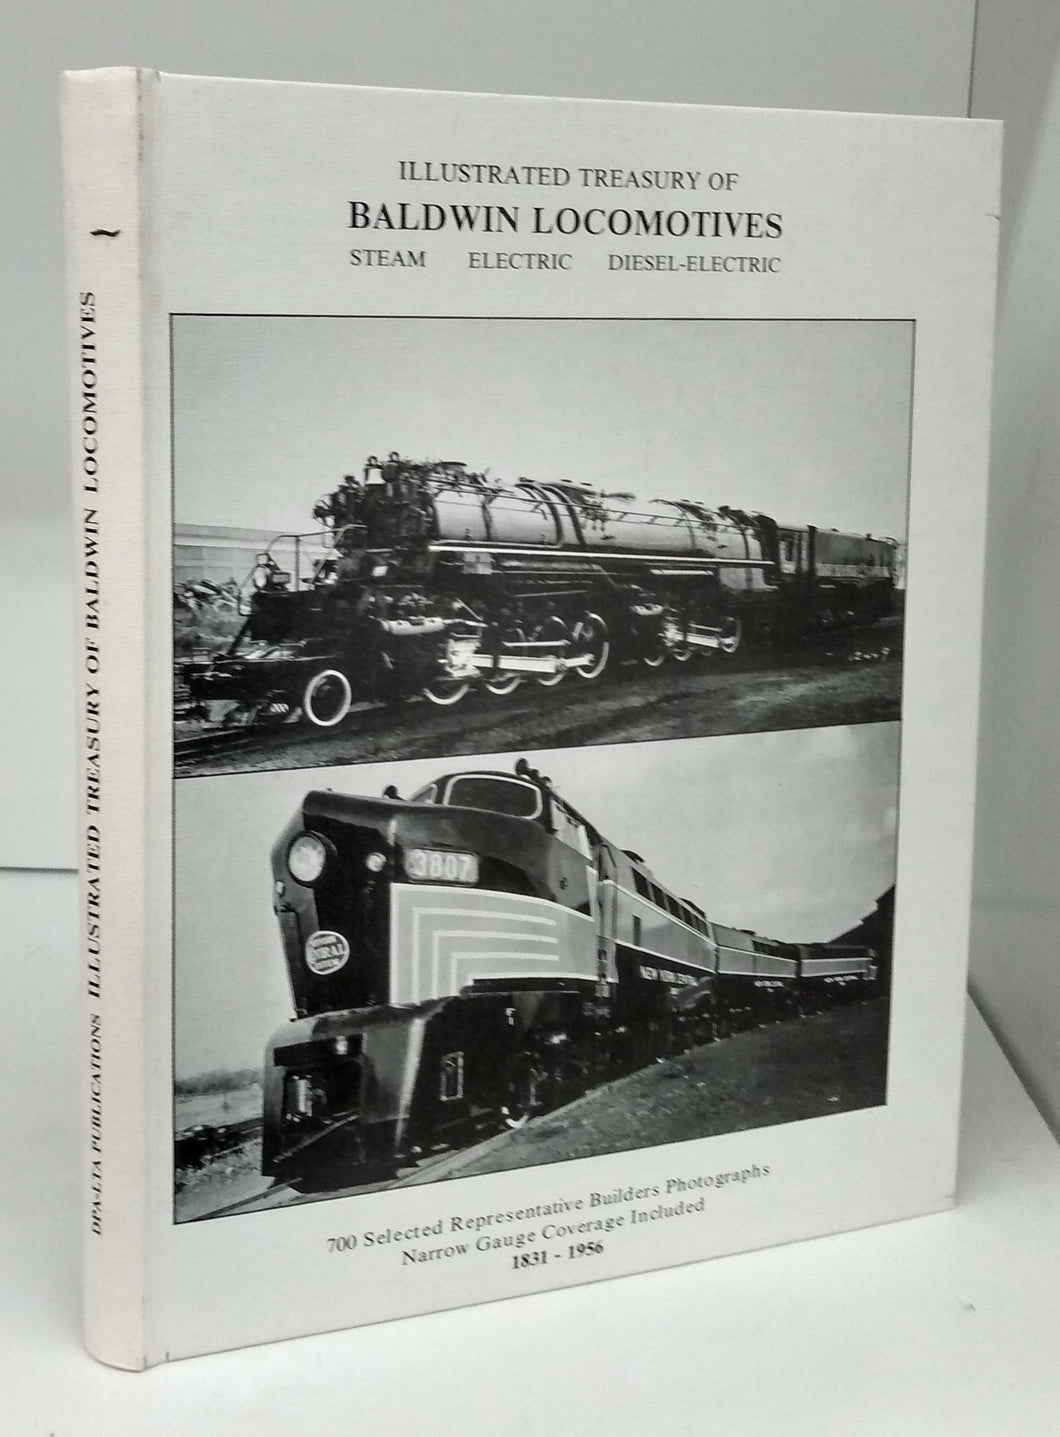 ILLUSTRATED TREASURY OF
BALDWIN LOCOMOTIVES
STEAM ELECTRIC DIESEL-ELECTRIC
3807
NEW YORK CENTRAL
700 Selected Representative Builders Photographs
Narrow Gauge Coverage Included
1831 - 1956
DPA-LTA PUBLICATIONS ILLUSTRATED TREASURY OF BALDWIN LOCOMOTIVES